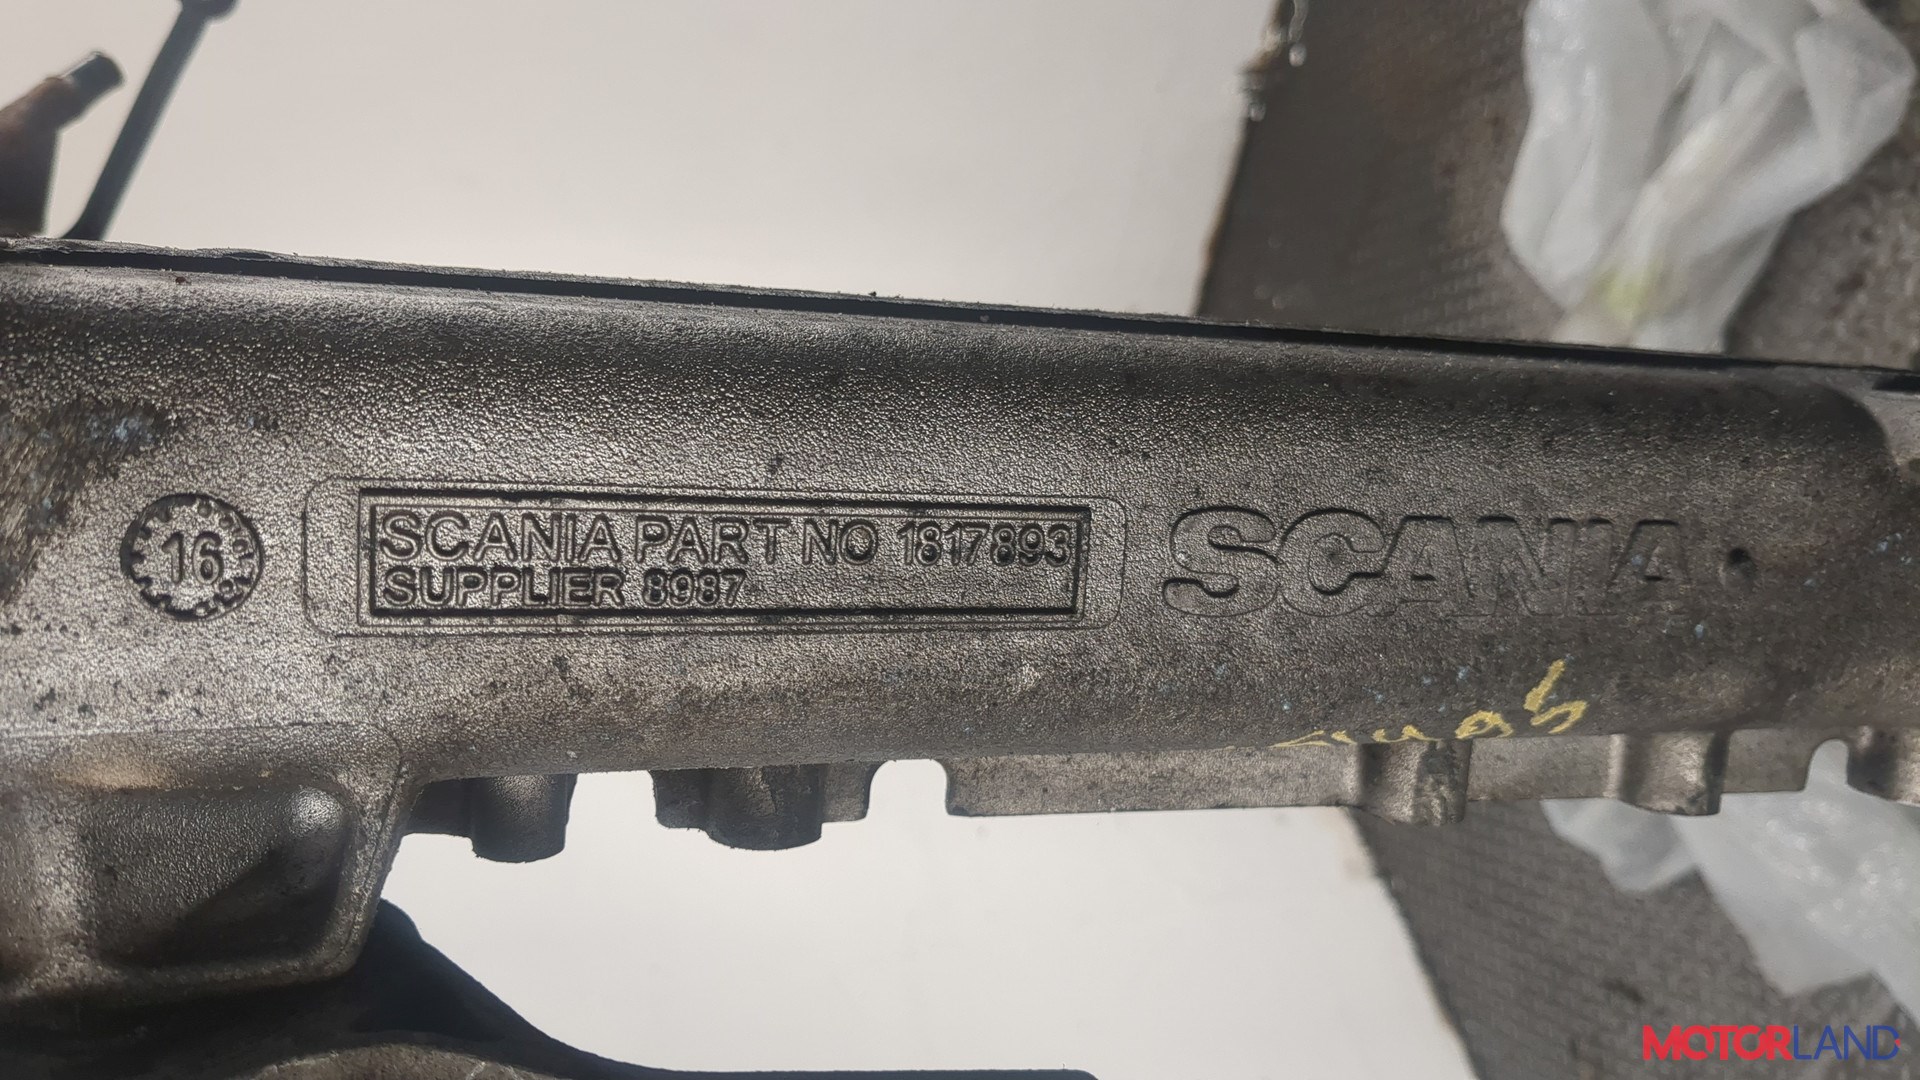 16
SCANIA PART NO 1817893
SUPPLIER 8987
SCANIA
MOTORLAND